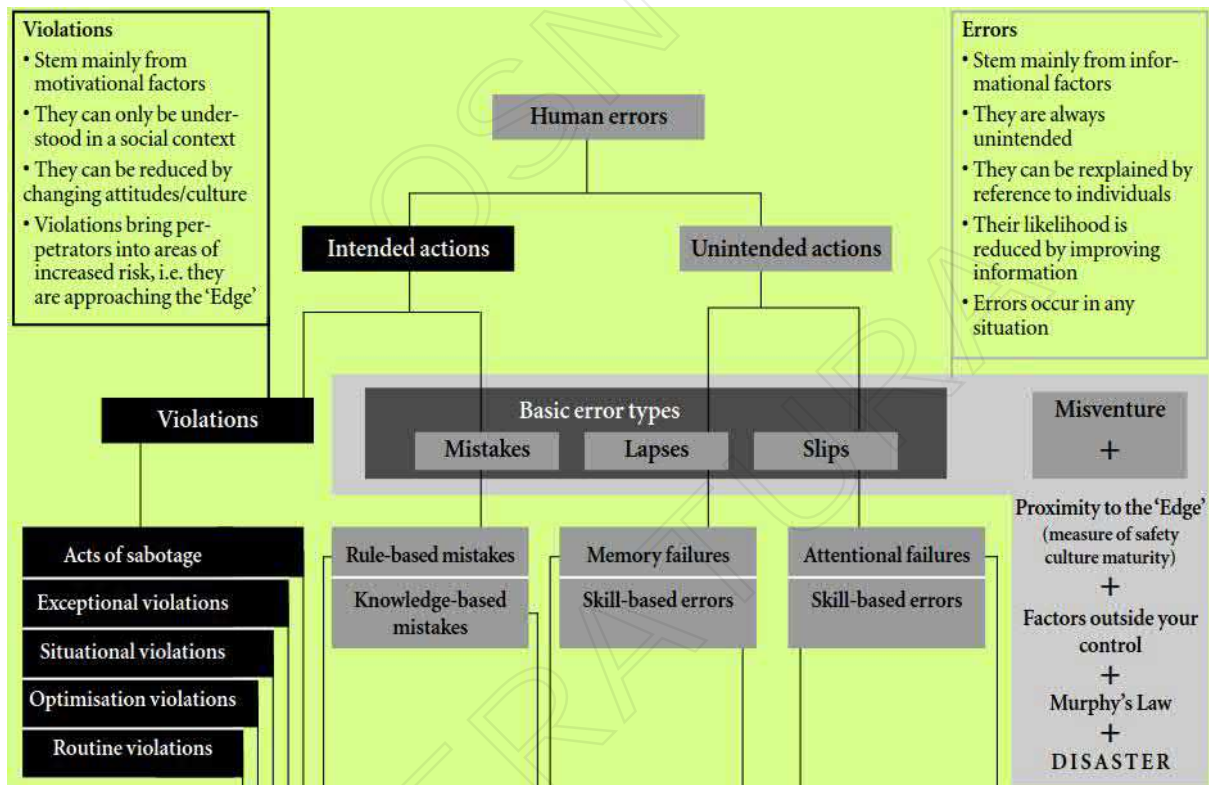 Violations
• Stem mainly from
motivational factors
• They can only be under-
stood in a social context
• They can be reduced by
changing attitudes/culture
• Violations bring per-
petrators into areas of
increased risk, i.e. they
are approaching the ‘Edge’
Errors
• Stem mainly from infor-
mational factors
• They are always
unintended
• They can be rexplained by
reference to individuals
• Their likelihood is
reduced by improving
information
• Errors occur in any
situation
Human errors
Intended actions
Unintended actions
Violations
Basic error types
Mistakes
Lapses
Slips
Misventure
+
Proximity to the ‘Edge’
(measure of safety
culture maturity)
+
Factors outside your
control
+
Murphy’s Law
+
DISASTER
Acts of sabotage
Exceptional violations
Situational violations
Optimisation violations
Routine violations
Rule-based mistakes
Knowledge-based
mistakes
Memory failures
Skill-based errors
Attentional failures
Skill-based errors